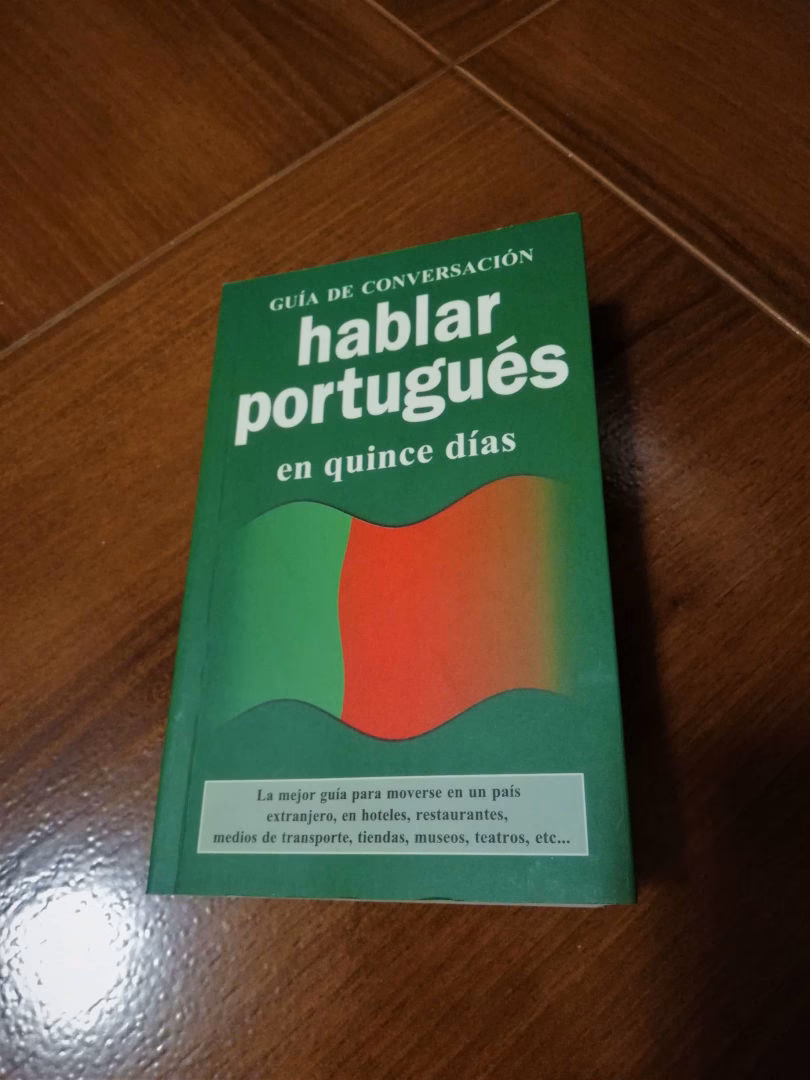 GUÍA DE CONVERSACIÓN
hablar
portugués
en quince días
La mejor guía para moverse en un país
extranjero, en hoteles, restaurantes,
medios de transporte, tiendas, museos, teatros, etc...